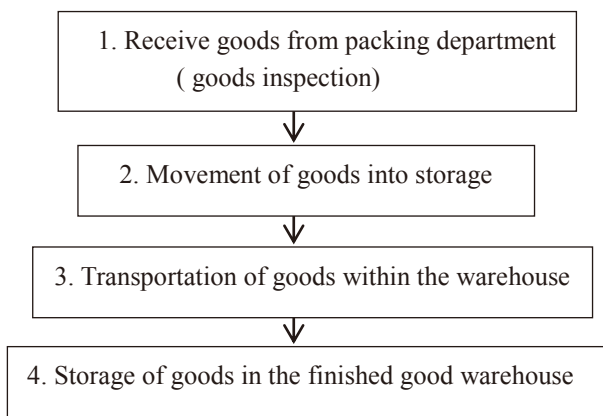 1. Receive goods from packing department
( goods inspection)
2. Movement of goods into storage
3. Transportation of goods within the warehouse
4. Storage of goods in the finished good warehouse